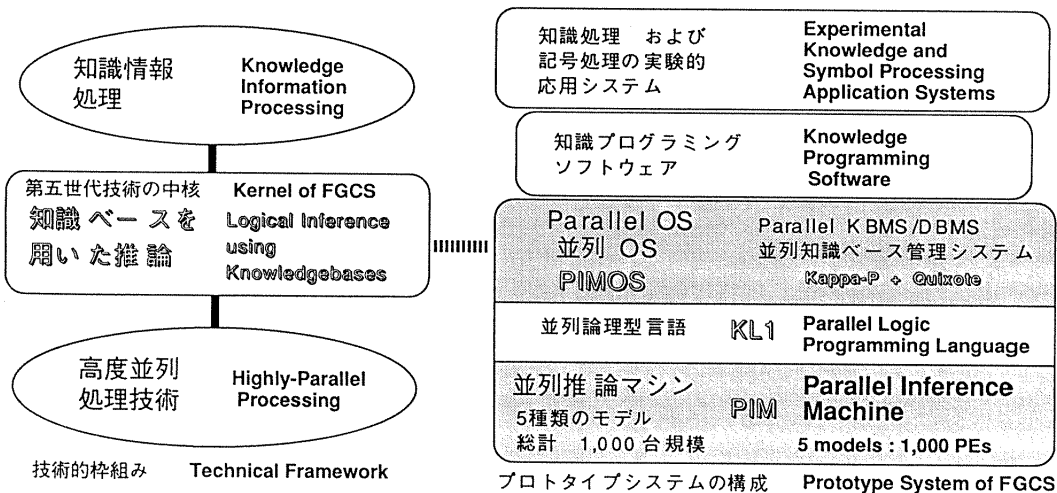 知識情報
処理
Knowledge
Information
Processing
第五世代技術の中核
Kernel of FGCS
知識ベースを
用いた推論
Logical Inference
using
Knowledgebases
高度並列
処理技術
Highly-Parallel
Processing
技術的枠組み
Technical Framework
知識処理 および
記号処理の実験的
応用システム
Experimental
Knowledge and
Symbol Processing
Application Systems
知識プログラミング
ソフトウェア
Knowledge
Programming
Software
Parallel OS
並列 OS
PIMOS
Parallel KBMS/DBMS
並列知識ベース管理システム
Kappa-P + Quixote
並列論理型言語
KL1
Parallel Logic
Programming Language
並列推論マシン
5種類のモデル
総計 1,000 台規模
PIM
Parallel Inference
Machine
5 models : 1,000 PEs
プロトタイプシステムの構成
Prototype System of FGCS